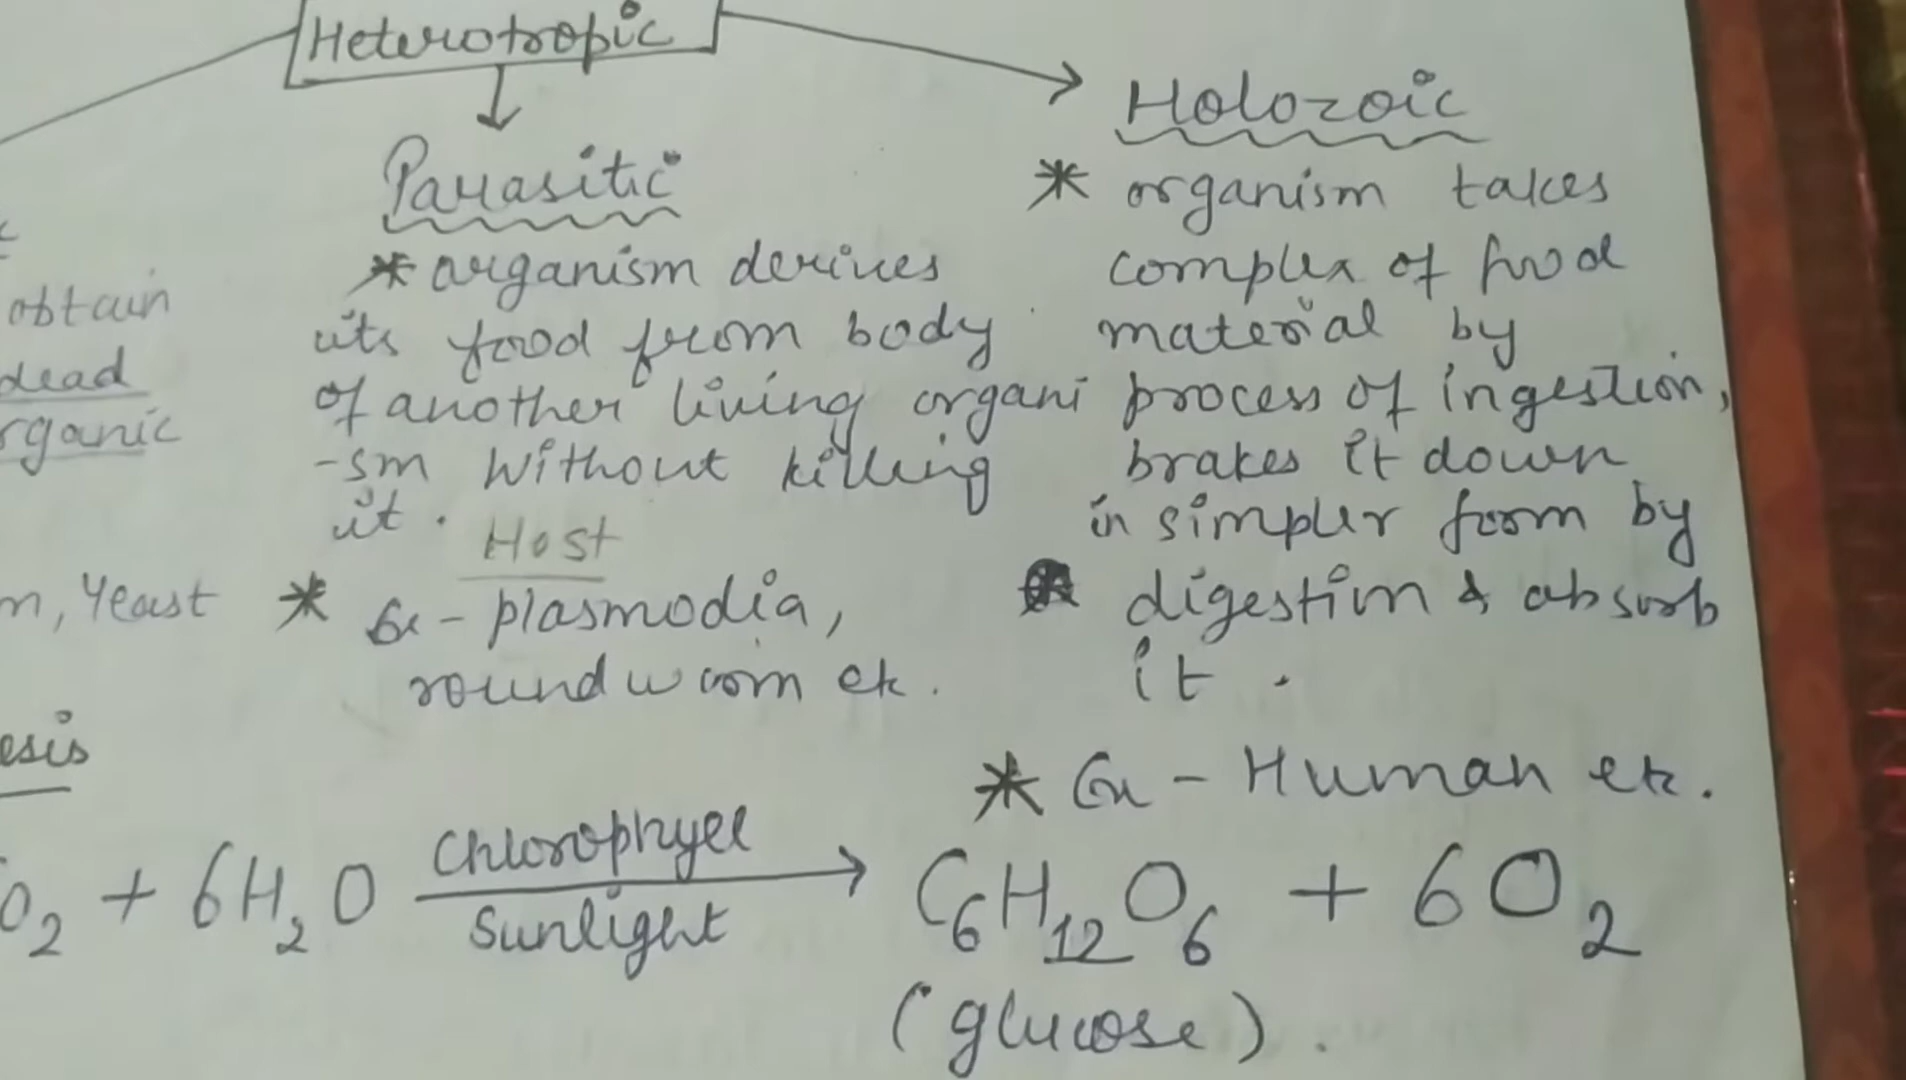 Heterotropic
obtain
dead
rganic
m, Yeast
esis
Parasitic
* organism derives
its food from body
of another living organi
-sm without killing
it.
Host
* Ex - plasmodia,
roundworm etc.
Holozoic
* organism takes
complex of food
material by
process of ingestion,
brakes it down
in simpler form by
digestion & absorb
it.
* Ex - Human etc.
O₂ + 6H₂O Chlorophyll Sunlight → C₆H₁₂O₆ + 6O₂
(glucose).